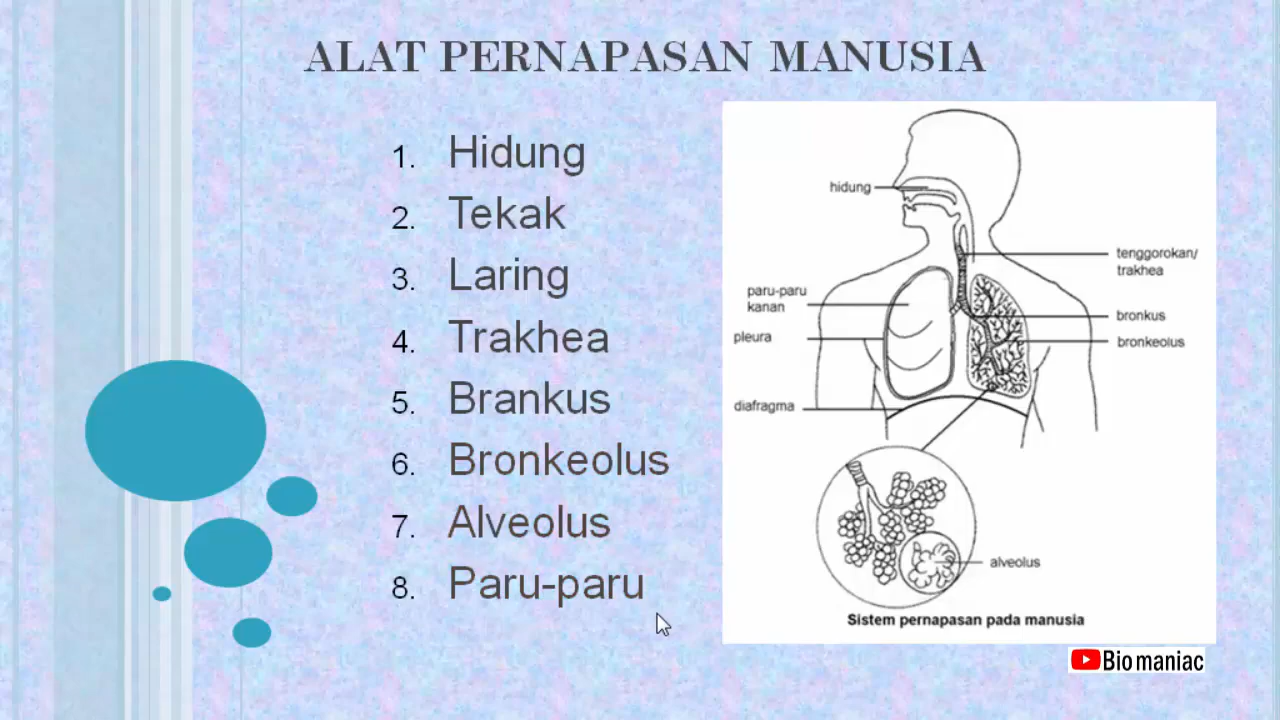 ALAT PERNAPASAN MANUSIA
1. Hidung
2. Tekak
3. Laring
4. Trakhea
5. Brankus
6. Bronkeolus
7. Alveolus
8. Paru-paru
hidung
tenggorokan/
trakhea
paru-paru
kanan
bronkus
pleura
bronkeolus
diafragma
alveolus
Sistem pernapasan pada manusia
Bio maniac